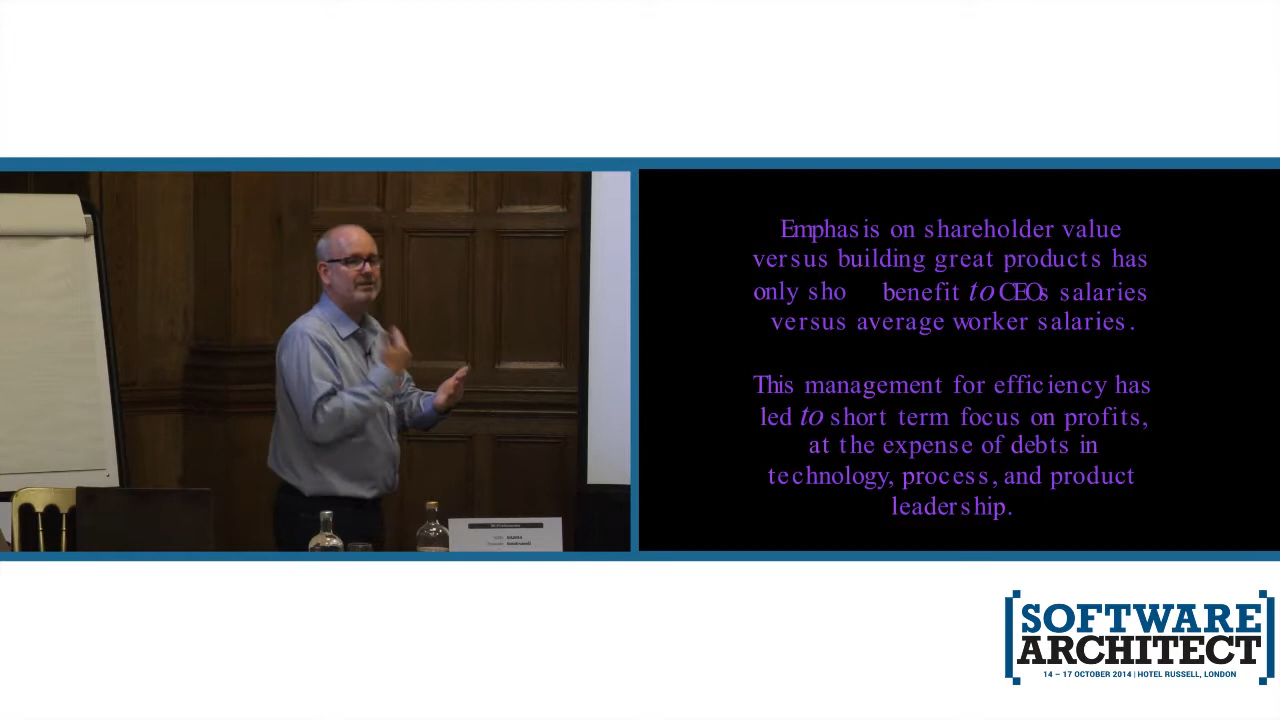 Emphasis on shareholder value
versus building great products has
only sho benefit to CEOs salaries
versus average worker salaries.
This management for efficiency has
led to short term focus on profits,
at the expense of debts in
technology, process, and product
leadership.
SOFTWARE
ARCHITECT
14 – 17 OCTOBER 2014 | HOTEL RUSSELL, LONDON